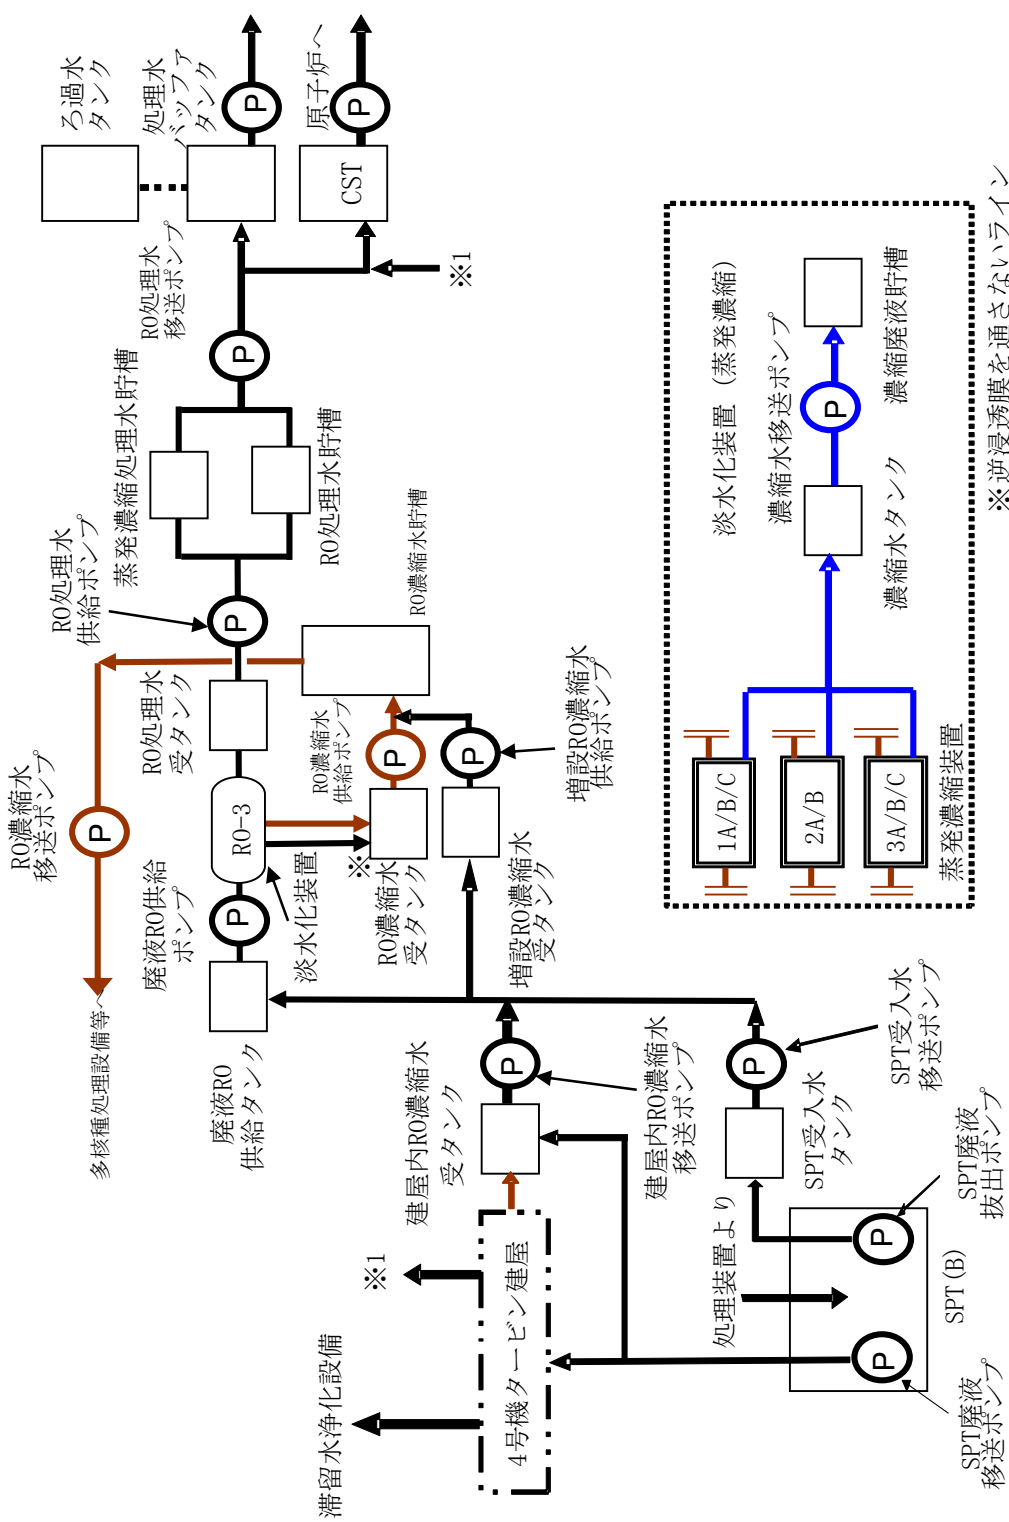 ろ過水
タンク
処理水
バッファ
タンク
P
原子炉へ
P
CST
※1
RO処理水
移送ポンプ
P
蒸発濃縮処理水貯槽
RO処理水貯槽
RO処理水
供給ポンプ
P
RO濃縮水貯槽
RO処理水
受タンク
RO-3
淡水化装置
廃液RO供給
ポンプ
P
廃液RO
供給タンク
RO濃縮水
移送ポンプ
P
多核種処理設備等へ
RO濃縮水
供給ポンプ
P
※
RO濃縮水
受タンク
増設RO濃縮水
供給ポンプ
P
増設RO濃縮水
受タンク
建屋内RO濃縮水
受タンク
P
建屋内RO濃縮水
移送ポンプ
SPT受入水
移送ポンプ
P
SPT受入水
タンク
SPT廃液
抜出ポンプ
P
処理装置より
SPT(B)
P
SPT廃液
移送ポンプ
※1
4号機タービン建屋
滞留水浄化設備
淡水化装置(蒸発濃縮)
濃縮水移送ポンプ
P
濃縮廃液貯槽
濃縮水タンク
1A/B/C
2A/B
3A/B/C
蒸発濃縮装置
※逆浸透膜を通さないライン